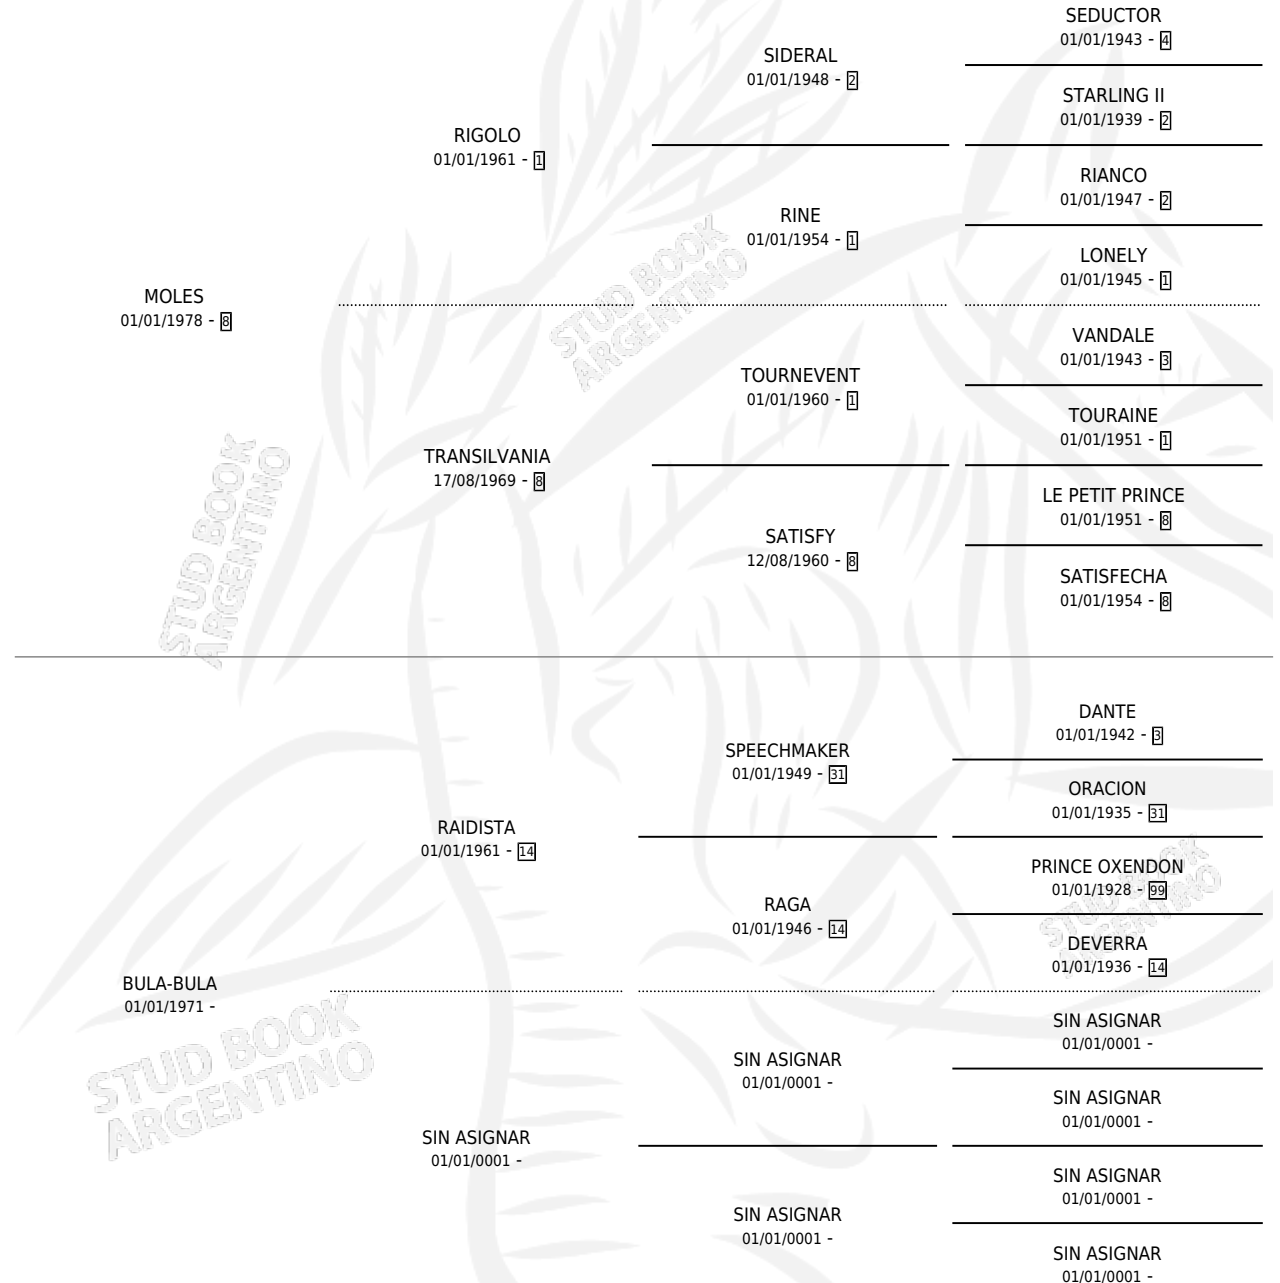 SEDUCTOR
01/01/1943 - 4
SIDERAL
01/01/1948 - 2
STARLING II
01/01/1939 - 2
RIGOLO
01/01/1961 - 1
RIANCO
01/01/1947 - 2
RINE
01/01/1954 - 1
LONELY
01/01/1945 - 1
MOLES
01/01/1978 - 8
VANDALE
01/01/1943 - 3
TOURNEVENT
01/01/1960 - 1
TOURAINE
01/01/1951 - 1
TRANSILVANIA
17/08/1969 - 8
LE PETIT PRINCE
01/01/1951 - 8
SATISFY
12/08/1960 - 8
SATISFECHA
01/01/1954 - 8
DANTE
01/01/1942 - 3
SPEECHMAKER
01/01/1949 - 31
ORACION
01/01/1935 - 31
RAIDISTA
01/01/1961 - 14
PRINCE OXENDON
01/01/1928 - 99
RAGA
01/01/1946 - 14
DEVERRA
01/01/1936 - 14
BULA-BULA
01/01/1971 -
SIN ASIGNAR
01/01/0001 -
SIN ASIGNAR
01/01/0001 -
SIN ASIGNAR
01/01/0001 -
SIN ASIGNAR
01/01/0001 -
SIN ASIGNAR
01/01/0001 -
SIN ASIGNAR
01/01/0001 -
SIN ASIGNAR
01/01/0001 -
STUD BOOK
ARGENTINO
STUD BOOK
ARGENTINO
STUD BOOK
ARGENTINO
STUD BOOK
ARGENTINO